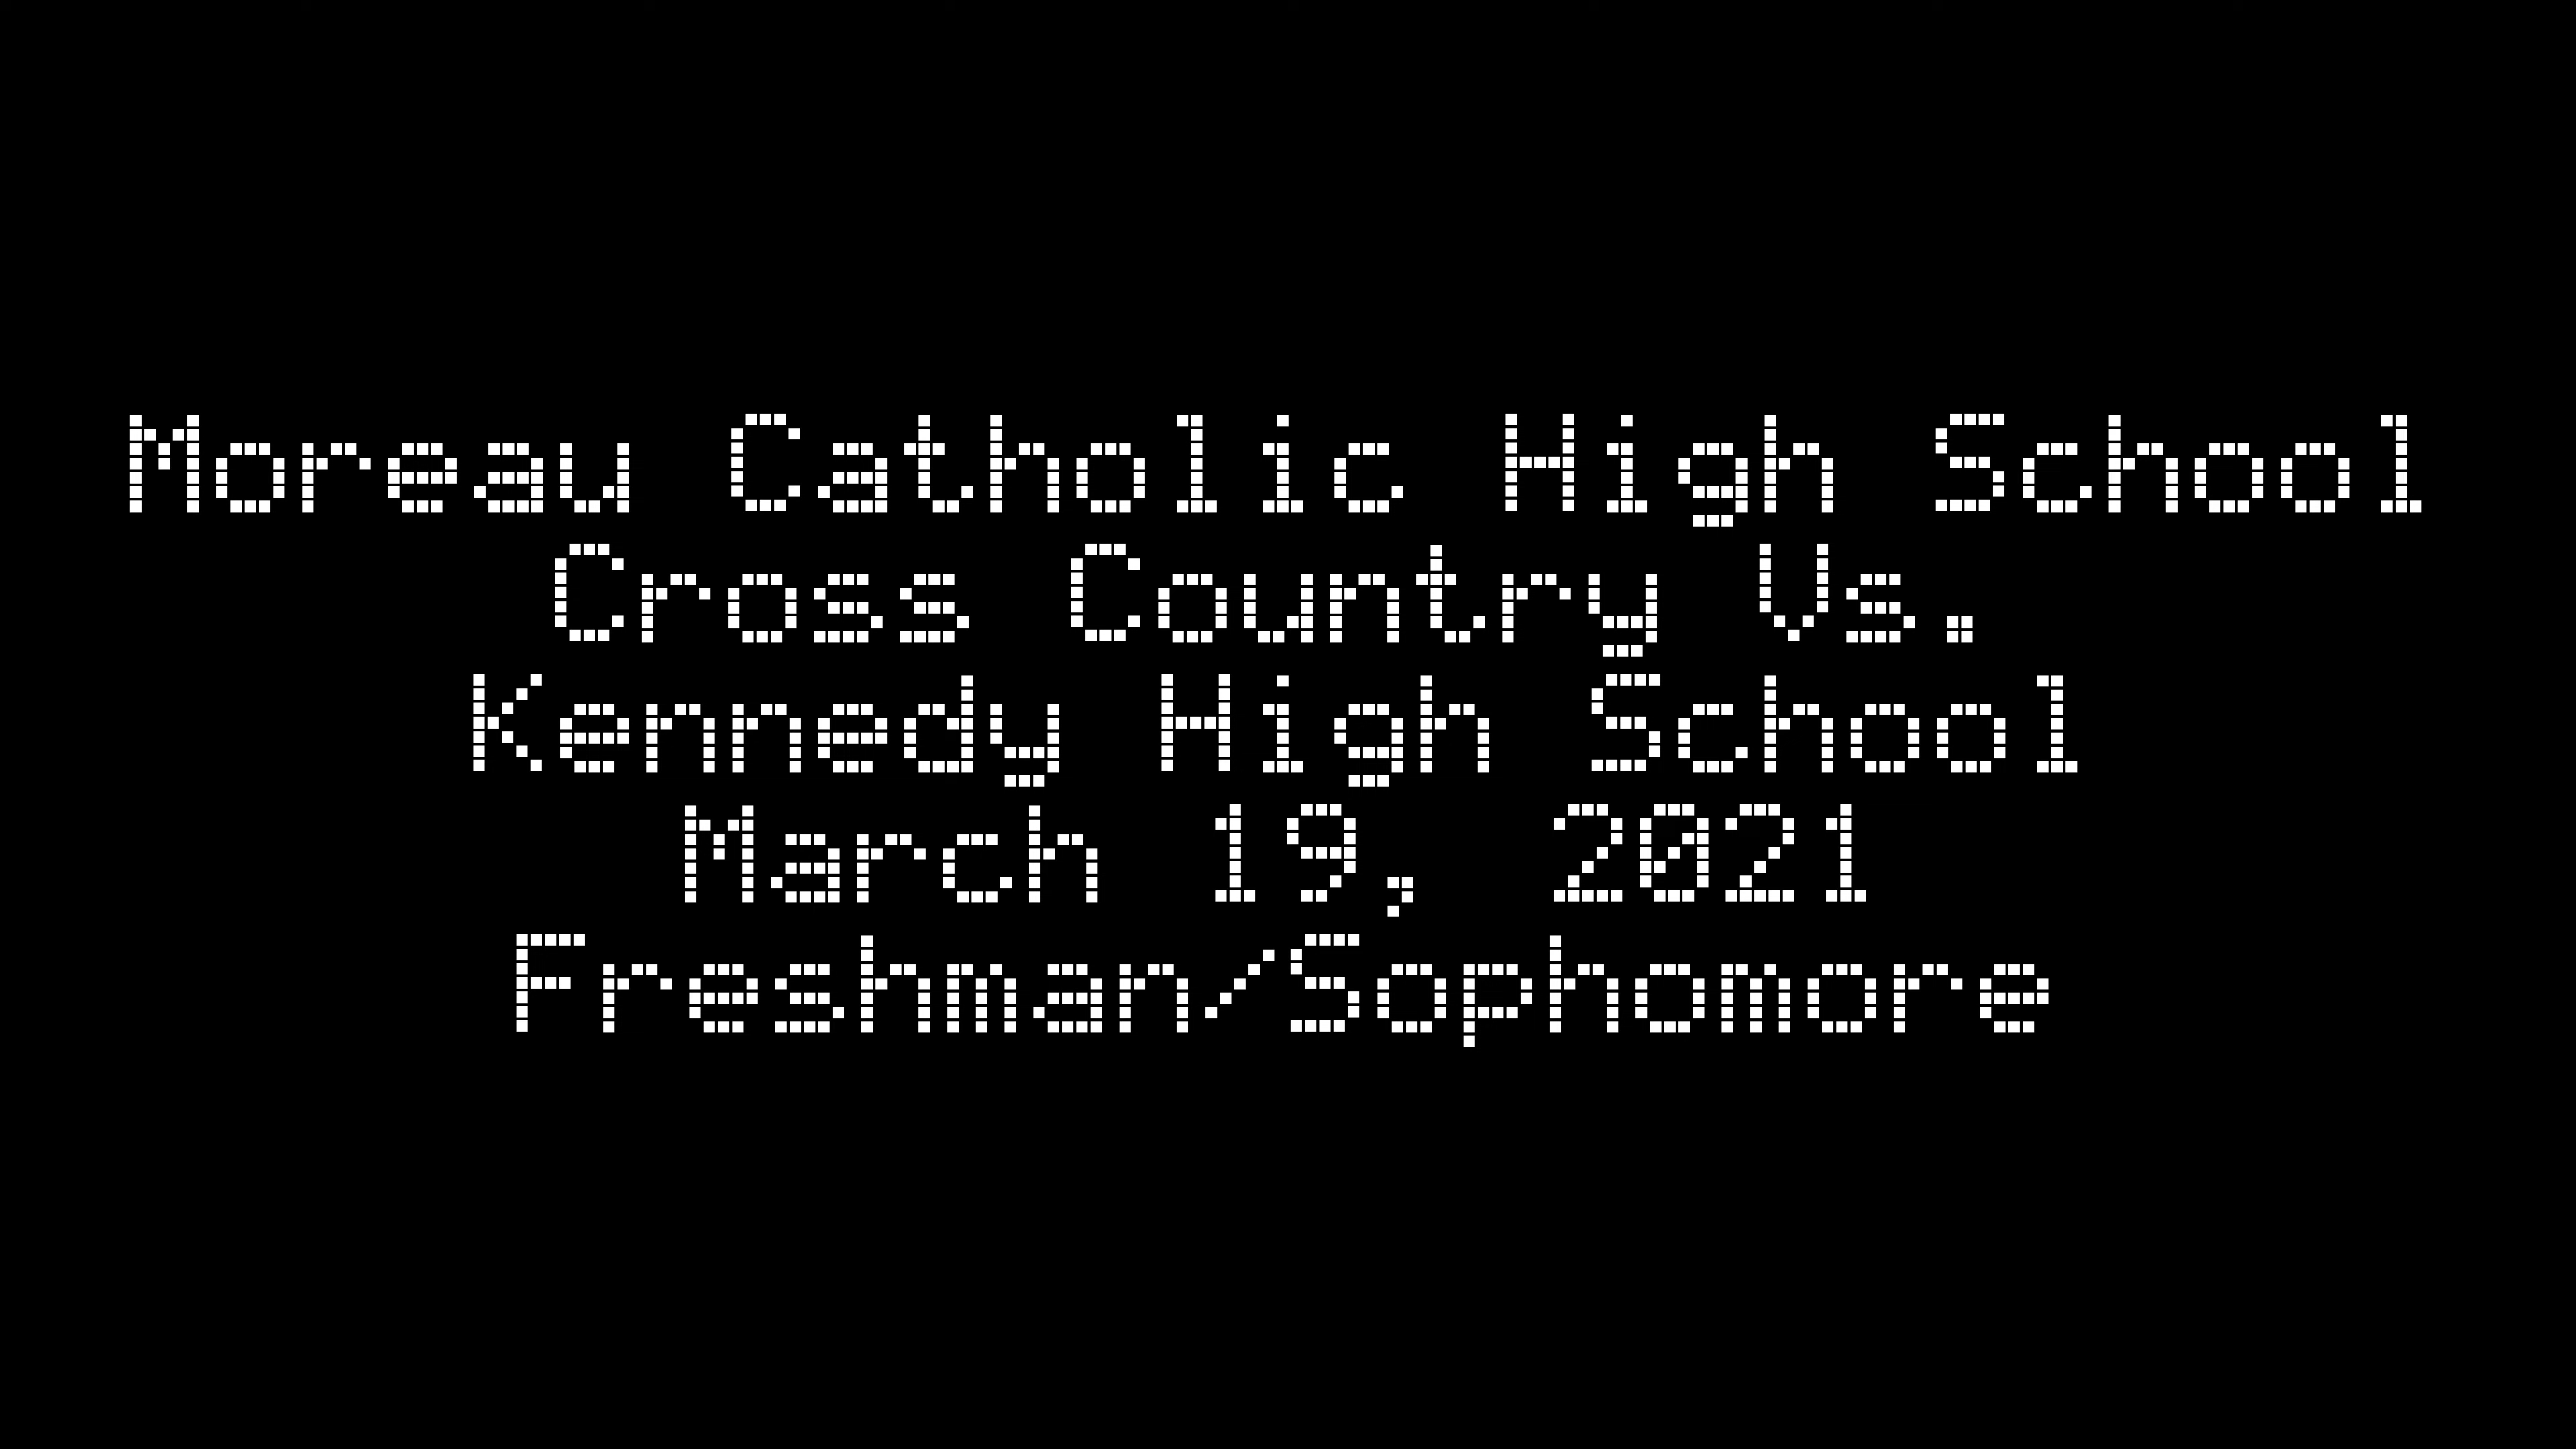 Moreau Catholic High School
Cross Country Vs.
Kennedy High School
March 19, 2021
Freshman/Sophomore